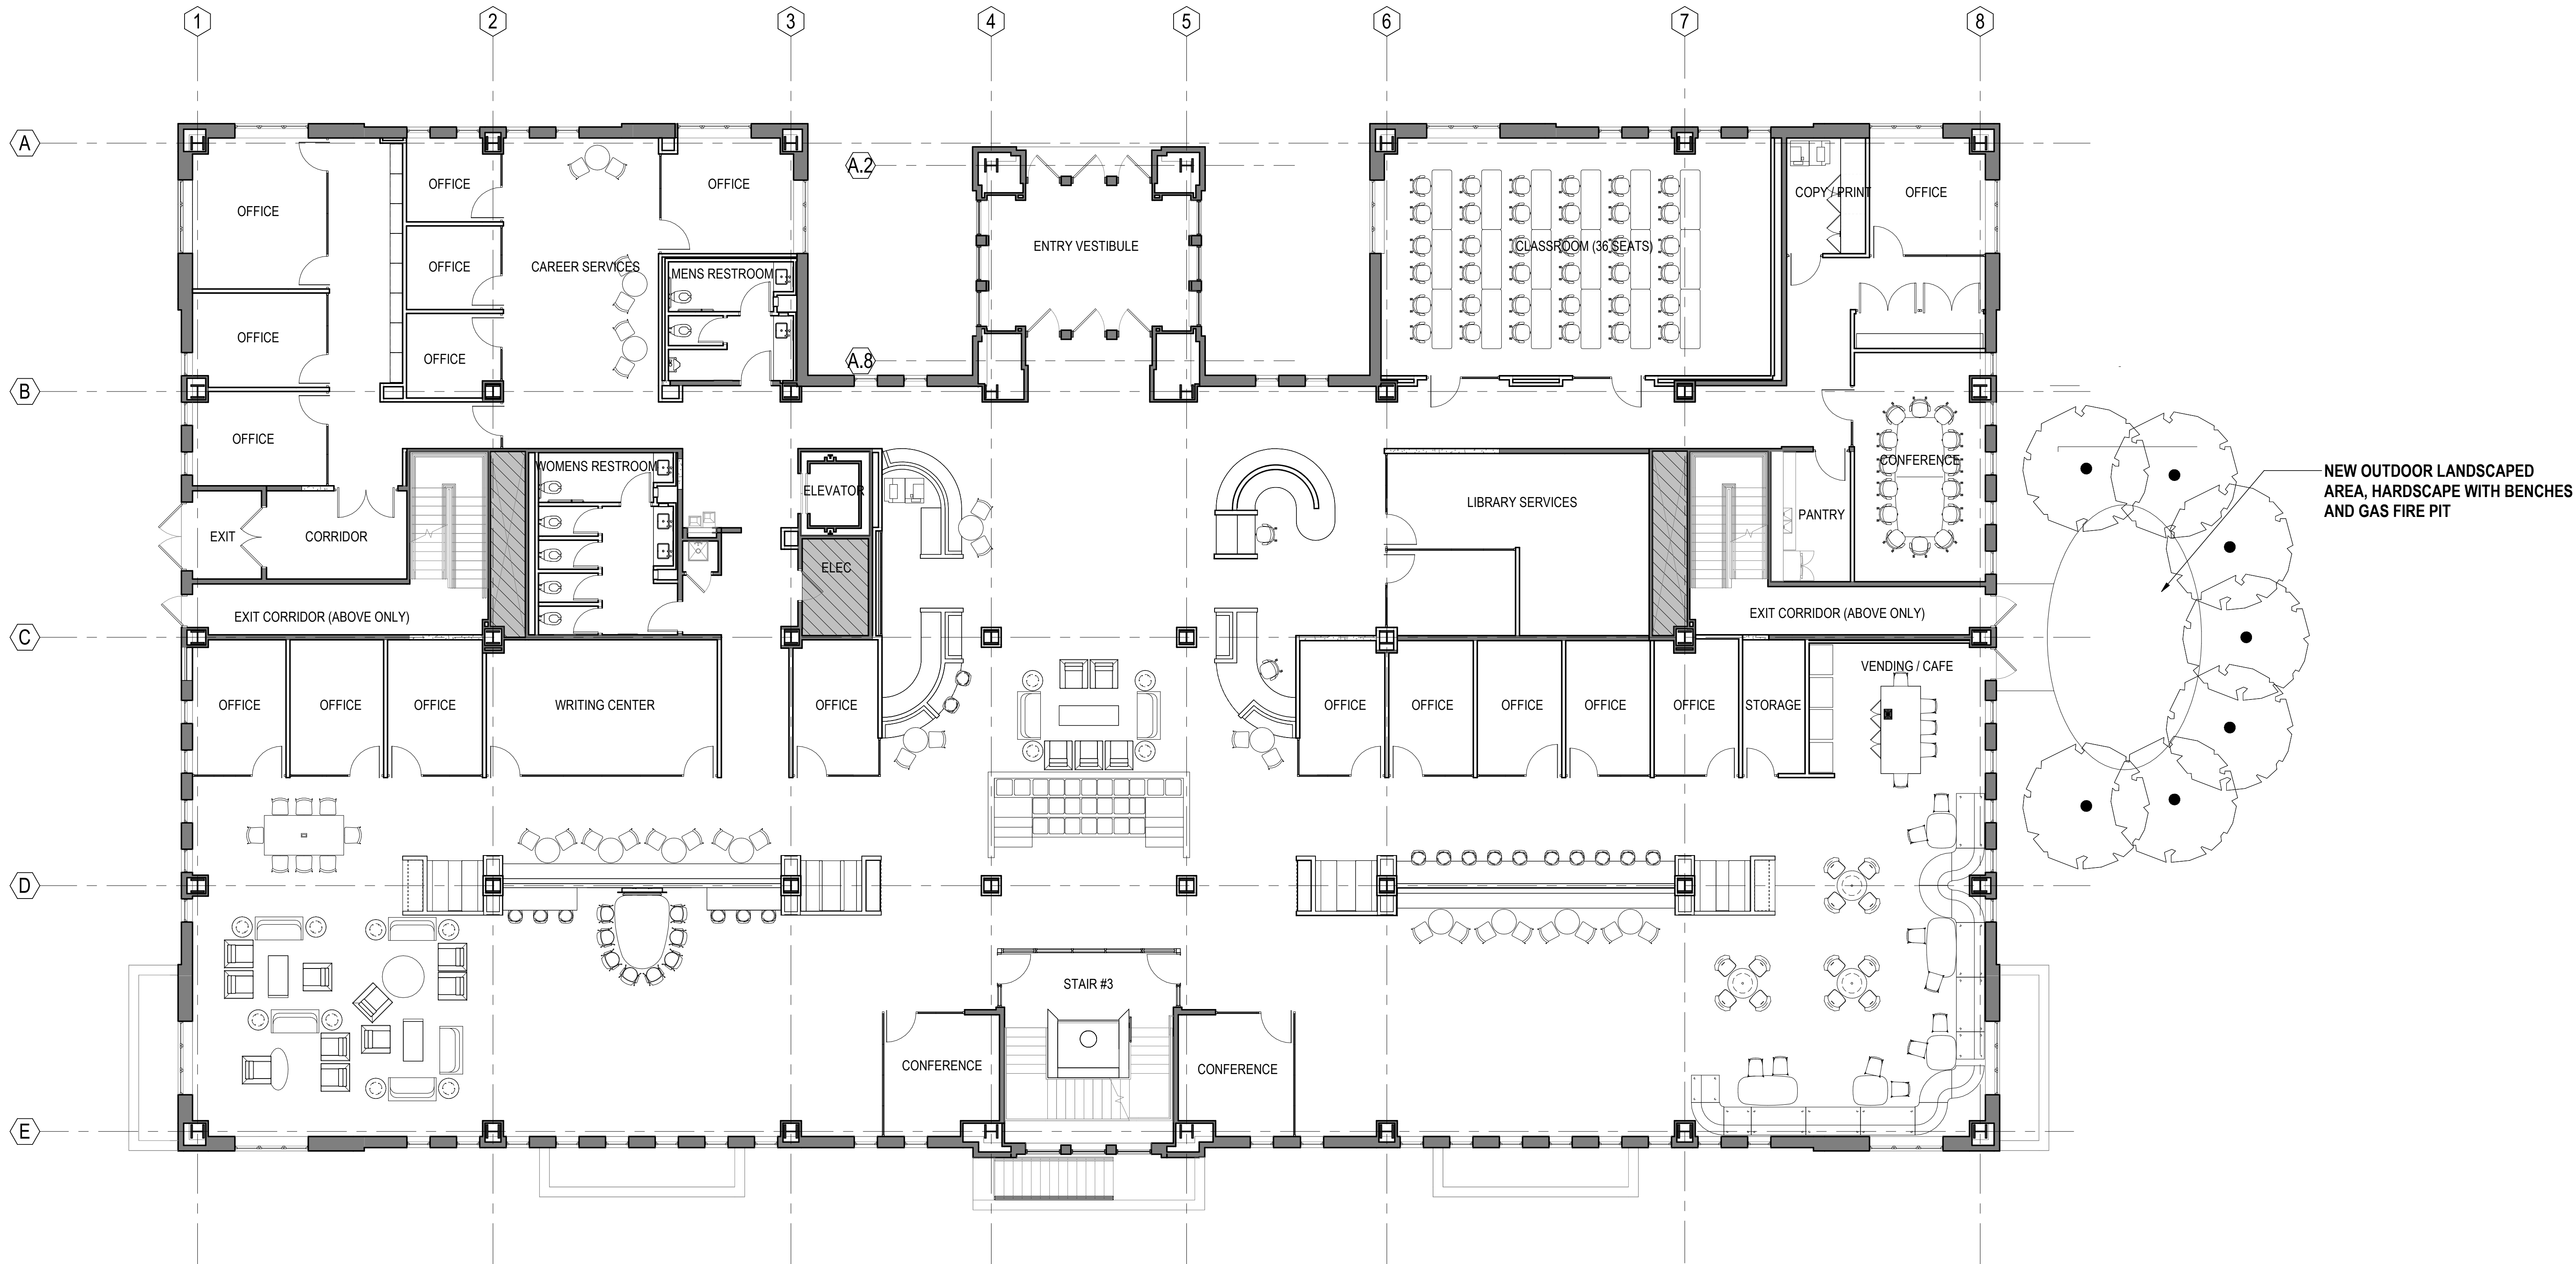 1
2
3
4
5
6
7
8
A
A.2
OFFICE
OFFICE
COPY / PRINT
OFFICE
OFFICE
ENTRY VESTIBULE
CLASSROOM (36 SEATS)
OFFICE
CAREER SERVICES
MENS RESTROOM
OFFICE
OFFICE
A.8
B
OFFICE
WOMENS RESTROOM
ELEVATOR
CONFERENCE
LIBRARY SERVICES
PANTRY
NEW OUTDOOR LANDSCAPED
AREA, HARDSCAPE WITH BENCHES
AND GAS FIRE PIT
EXIT
CORRIDOR
ELEC
EXIT CORRIDOR (ABOVE ONLY)
EXIT CORRIDOR (ABOVE ONLY)
C
VENDING / CAFE
OFFICE
OFFICE
OFFICE
WRITING CENTER
OFFICE
OFFICE
OFFICE
OFFICE
OFFICE
OFFICE
STORAGE
D
STAIR #3
CONFERENCE
CONFERENCE
E